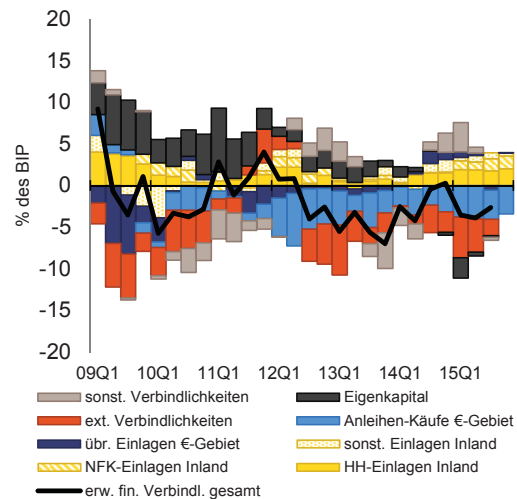 % des BIP
20
15
10
5
0
-5
-10
-15
-20
09Q1 10Q1 11Q1 12Q1 13Q1 14Q1 15Q1
sonst. Verbindlichkeiten Eigenkapital
ext. Verbindlichkeiten Anleihen-Käufe €-Gebiet
übr. Einlagen €-Gebiet sonst. Einlagen Inland
NFK-Einlagen Inland HH-Einlagen Inland
erw. fin. Verbindl. gesamt